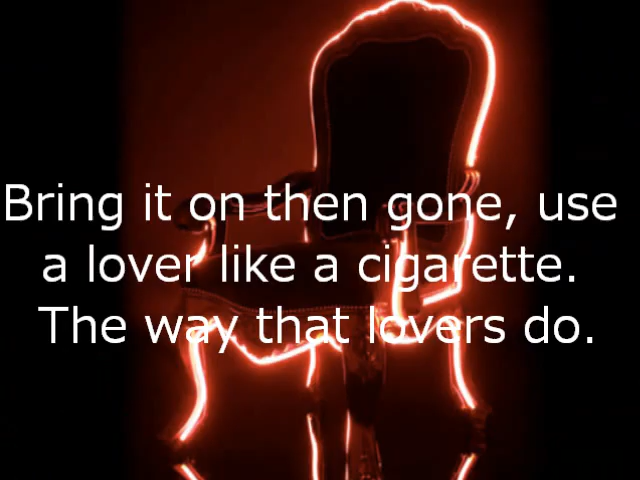 Bring it on then gone, use
a lover like a cigarette.
The way that lovers do.